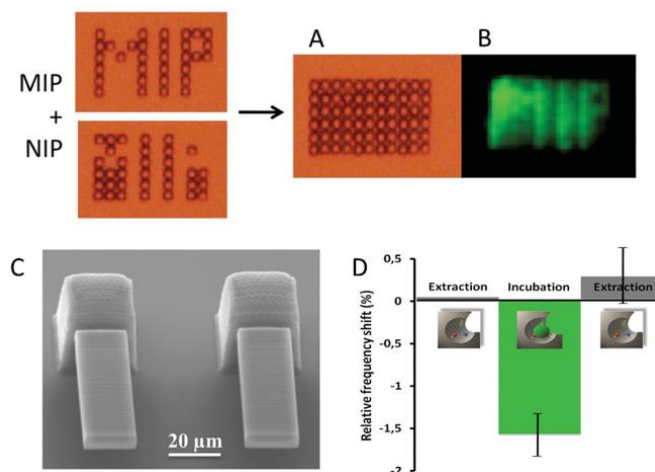 A
B
MIP
MIP
+
NIP
C
20 µm
D
Relative frequency shift (%)
0,5
0
-0,5
-1
-1,5
-2
Extraction
Incubation
Extraction